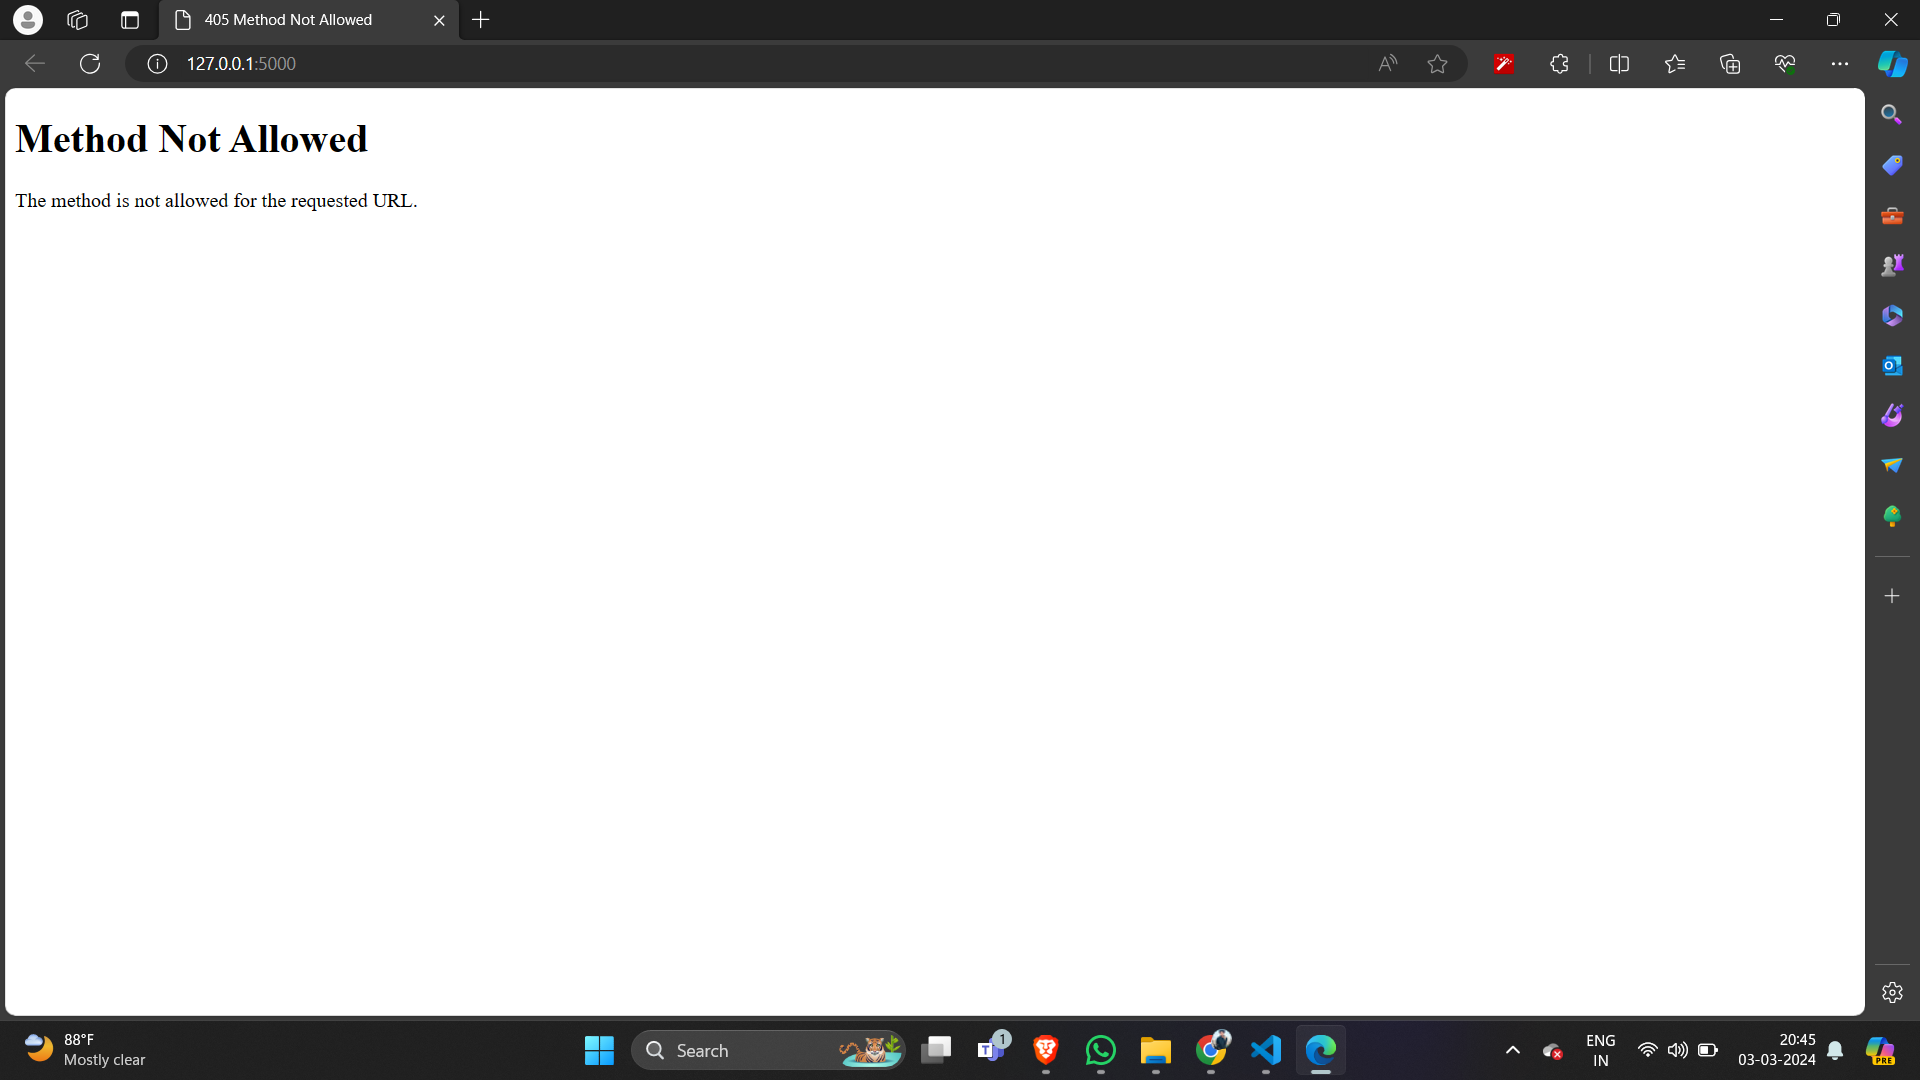 405 Method Not Allowed
127.0.0.1:5000
Method Not Allowed
The method is not allowed for the requested URL.
88°F
Mostly clear
Search
1
ENG
IN
20:45
03-03-2024
PRE